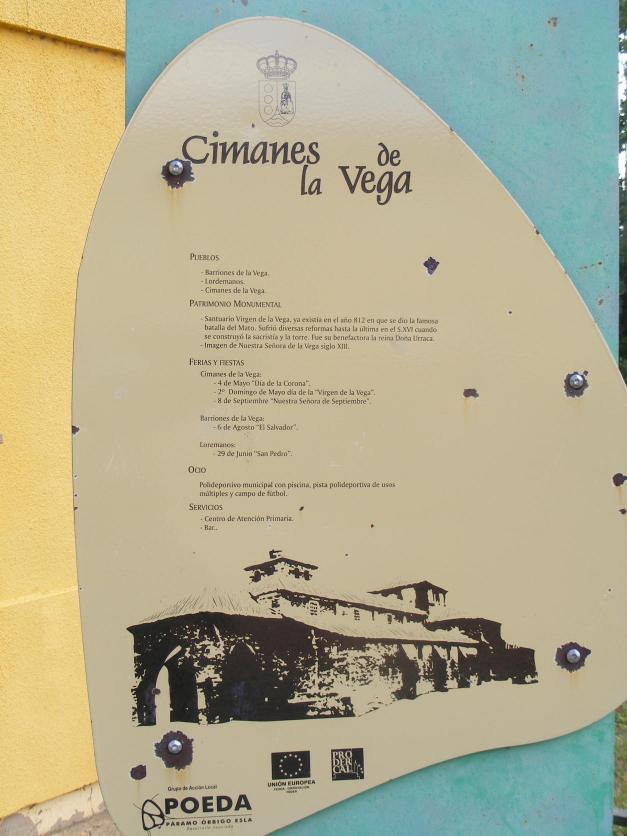 Cimanes de
la Vega
PUEBLOS
- Barriones de la Vega.
- Lordemanos.
- Cimanes de la Vega.
PATRIMONIO MONUMENTAL
- Santuario Virgen de la Vega, ya existía en el año 812 en que se dio la famosa
batalla del Mato. Sufrió diversas reformas hasta la última en el S.XVI cuando
se construyó la sacristía y la torre. Fue su benefactora la reina Doña Urraca.
- Imagen de Nuestra Señora de la Vega siglo XIII.
FERIAS Y FIESTAS
Cimanes de la Vega:
- 4 de Mayo "Día de la Corona".
- 2º Domingo de Mayo día de la "Virgen de la Vega".
- 8 de Septiembre "Nuestra Señora de Septiembre".
Barriones de la Vega:
- 6 de Agosto "El Salvador".
Loremanos:
- 29 de Junio "San Pedro".
OCIO
Polideportivo municipal con piscina, pista polideportiva de usos
múltiples y campo de fútbol.
SERVICIOS
- Centro de Atención Primaria.
- Bar..
Grupo de Acción Local
POEDA
PÁRAMO ÓRBIGO ESLA
UNIÓN EUROPEA
PRO
DER
CAL